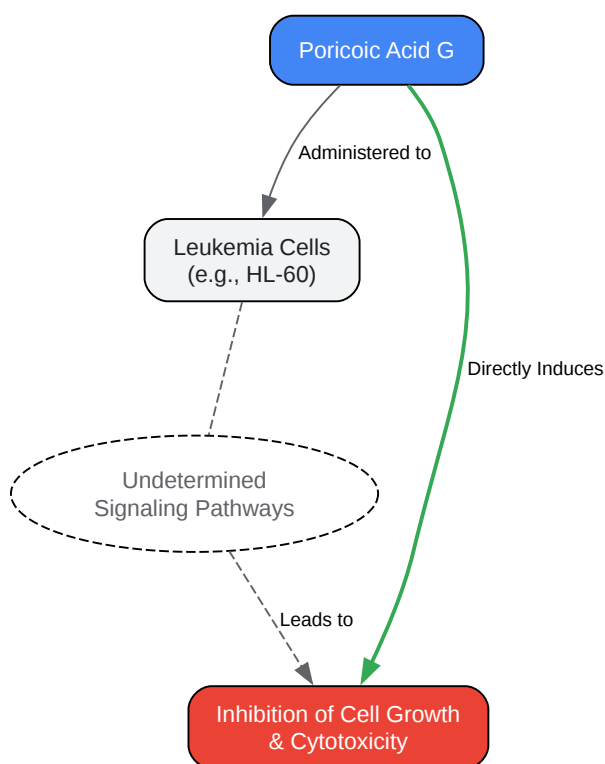 Poricoic Acid G
Administered to
Leukemia Cells
(e.g., HL-60)
Directly Induces
Undetermined
Signaling Pathways
Leads to
Inhibition of Cell Growth
& Cytotoxicity